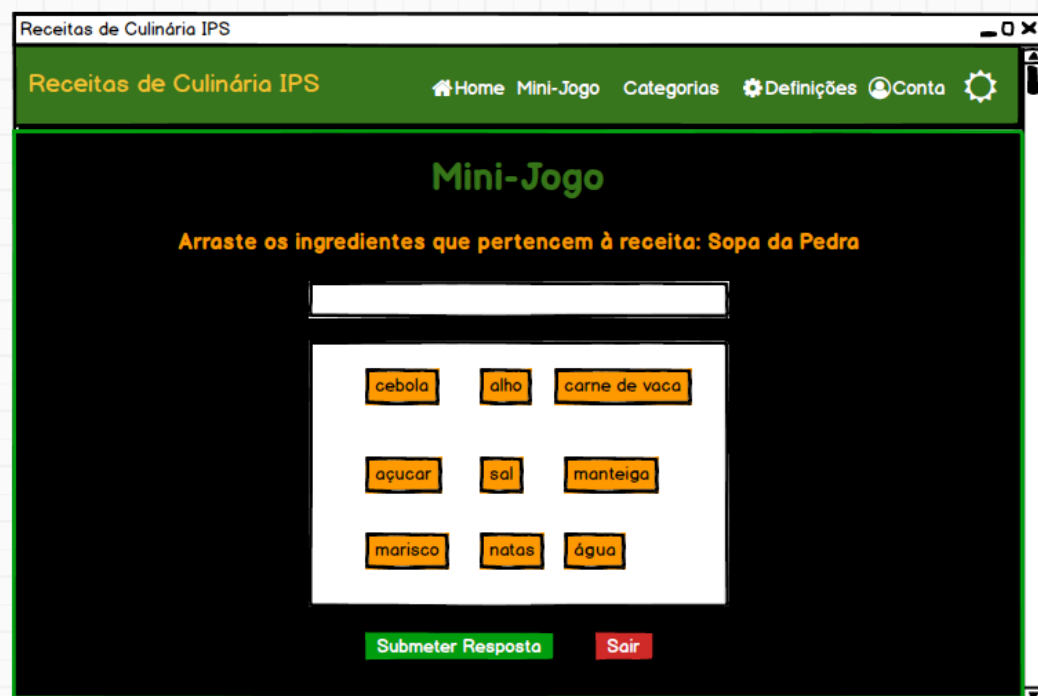 Receitas de Culinária IPS
Receitas de Culinária IPS Home Mini-Jogo Categorias Definições Conta
Mini-Jogo
Arraste os ingredientes que pertencem à receita: Sopa da Pedra
cebola alho carne de vaca
açucar sal manteiga
marisco natas água
Submeter Resposta Sair